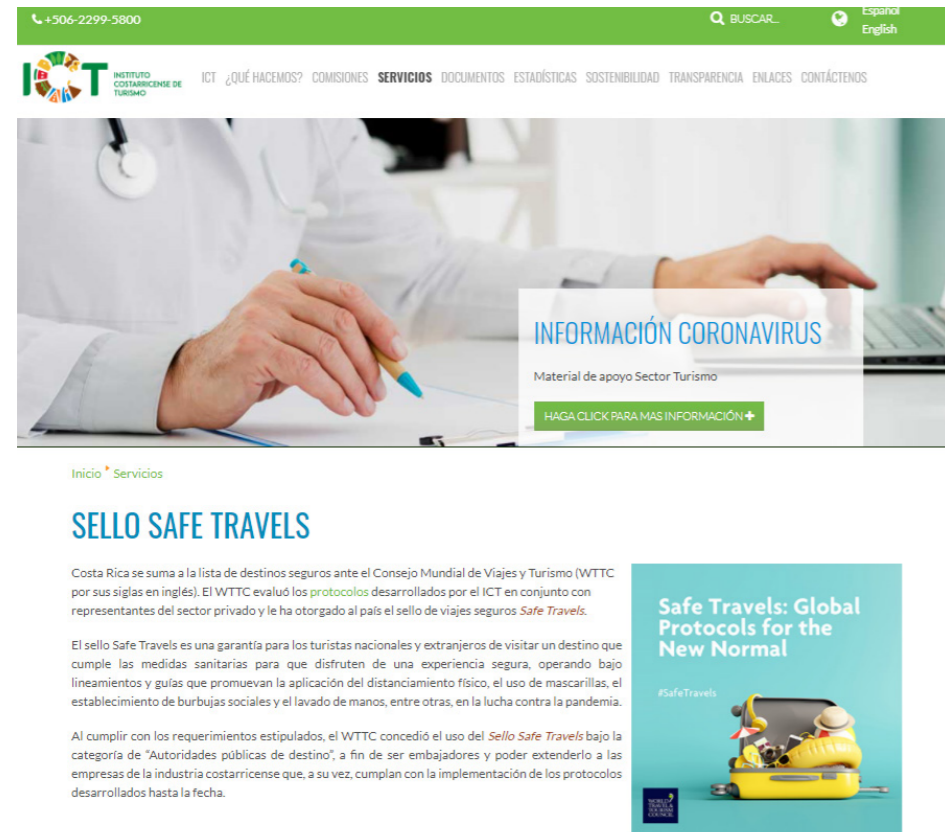 +506-2299-5800
BUSCAR...
Español
English
ICT
INSTITUTO
COSTARRICENSE DE
TURISMO
ICT ¿QUÉ HACEMOS? COMISIONES SERVICIOS DOCUMENTOS ESTADÍSTICAS SOSTENIBILIDAD TRANSPARENCIA ENLACES CONTÁCTENOS
INFORMACIÓN CORONAVIRUS
Material de apoyo Sector Turismo
HAGA CLICK PARA MAS INFORMACIÓN
Inicio Servicios
SELLO SAFE TRAVELS
Costa Rica se suma a la lista de destinos seguros ante el Consejo Mundial de Viajes y Turismo (WTTC
por sus siglas en inglés). El WTTC evaluó los protocolos desarrollados por el ICT en conjunto con
representantes del sector privado y le ha otorgado al país el sello de viajes seguros Safe Travels.
El sello Safe Travels es una garantía para los turistas nacionales y extranjeros de visitar un destino que
cumple las medidas sanitarias para que disfruten de una experiencia segura, operando bajo
lineamientos y guías que promuevan la aplicación del distanciamiento físico, el uso de mascarillas, el
establecimiento de burbujas sociales y el lavado de manos, entre otras, en la lucha contra la pandemia.
Al cumplir con los requerimientos estipulados, el WTTC concedió el uso del Sello Safe Travels bajo la
categoría de “Autoridades públicas de destino”, a fin de ser embajadores y poder extenderlo a las
empresas de la industria costarricense que, a su vez, cumplan con la implementación de los protocolos
desarrollados hasta la fecha.
Safe Travels: Global
Protocols for the
New Normal
#SafeTravels
WORLD
TRAVEL &
TOURISM
COUNCIL